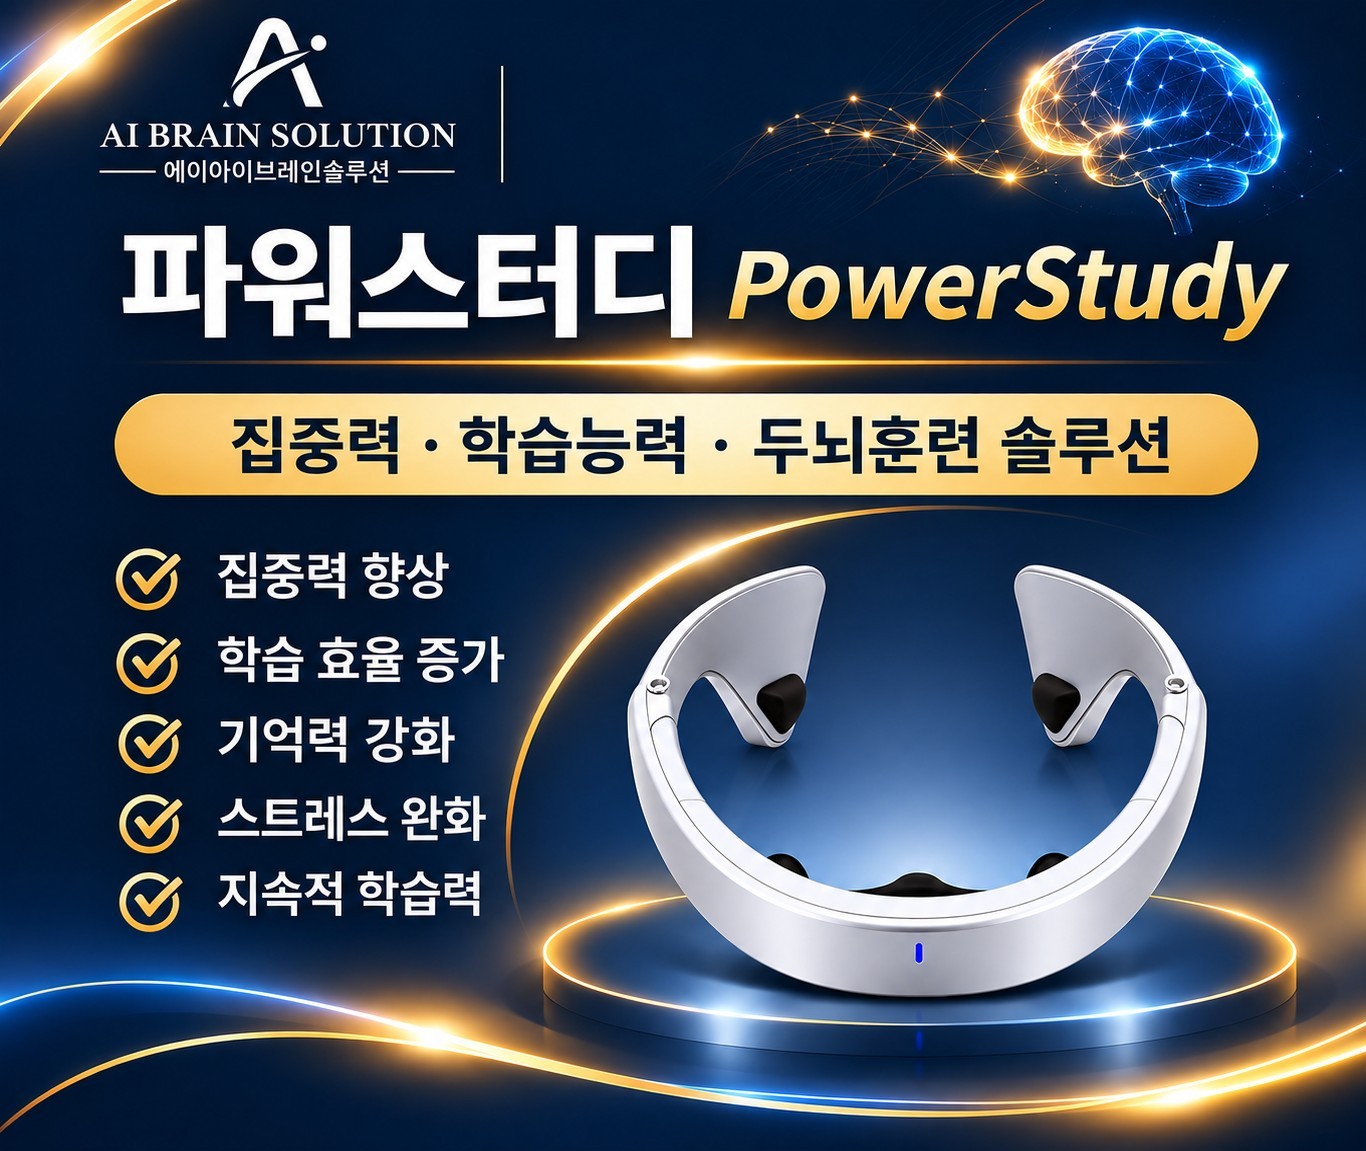 AI BRAIN SOLUTION
에이아이브레인솔루션
파워스터디 PowerStudy
집중력 · 학습능력 · 두뇌훈련 솔루션
집중력 향상
학습 효율 증가
기억력 강화
스트레스 완화
지속적 학습력